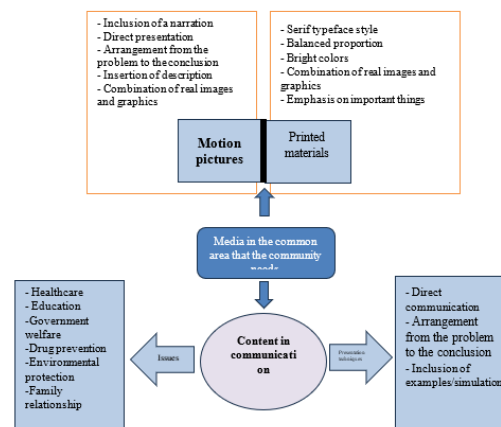 - Inclusion of a narration
- Direct presentation
- Arrangement from the
problem to the conclusion
- Insertion of description
- Combination of real images
and graphics
- Serif typeface style
- Balanced proportion
- Bright colors
- Combination of real images and
graphics
- Emphasis on important things
Motion
pictures
Printed
materials
Media in the common
area that the community
needs
- Healthcare
- Education
- Government
welfare
- Drug prevention
- Environmental
protection
- Family
relationship
Issues
Content in
communicati
on
Presentation
techniques
- Direct
communication
- Arrangement
from the problem
to the conclusion
- Inclusion of
examples/simulation